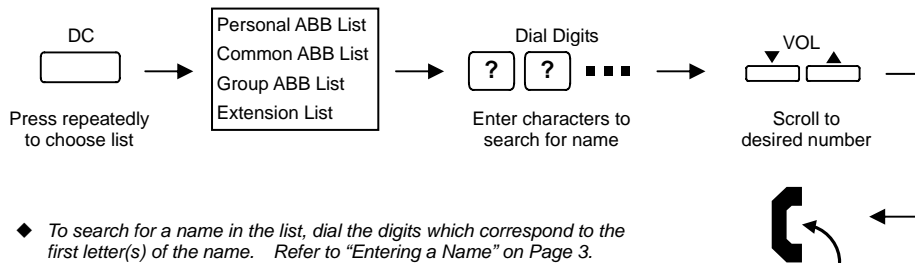 DC
Press repeatedly
to choose list
Personal ABB List
Common ABB List
Group ABB List
Extension List
Dial Digits
? ?
Enter characters to
search for name
VOL
Scroll to
desired number
◆ To search for a name in the list, dial the digits which correspond to the
first letter(s) of the name. Refer to “Entering a Name” on Page 3.